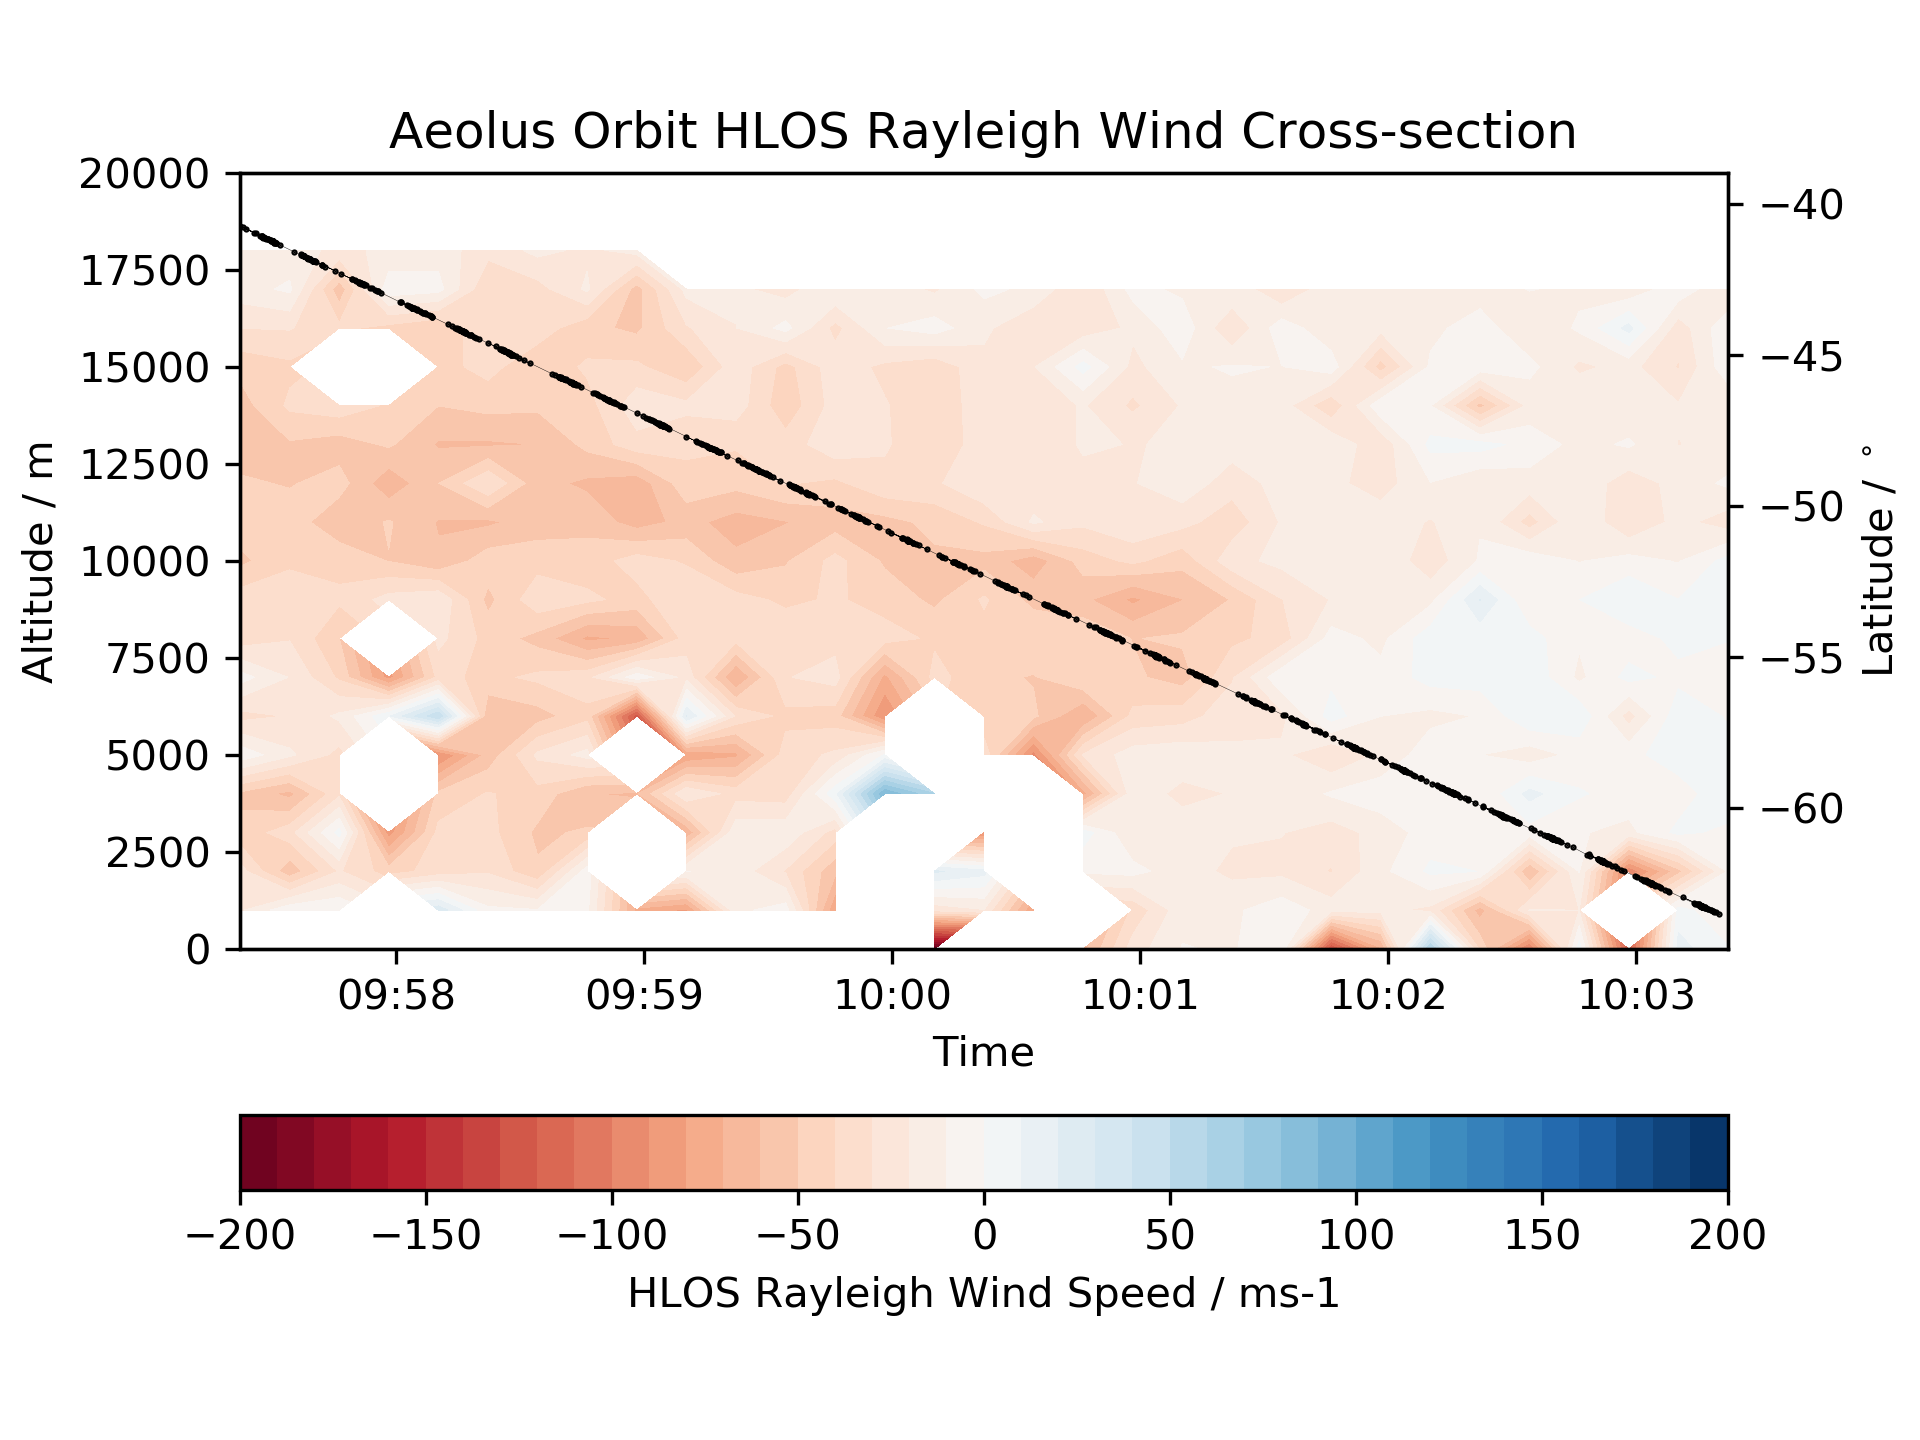 Aeolus Orbit HLOS Rayleigh Wind Cross-section
20000
17500
15000
12500
10000
7500
5000
2500
0
Altitude / m
−40
−45
−50
−55
−60
Latitude / °
09:58 09:59 10:00 10:01 10:02 10:03
Time
−200 −150 −100 −50 0 50 100 150 200
HLOS Rayleigh Wind Speed / ms-1